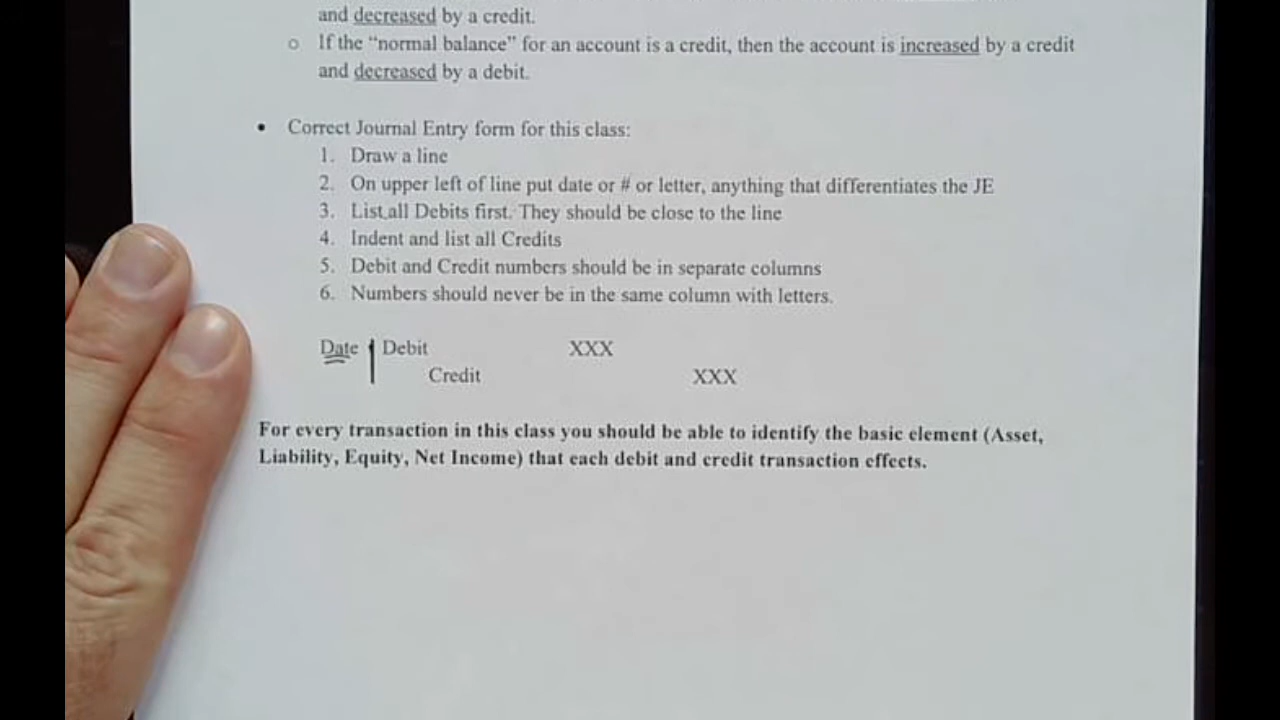 and decreased by a credit.
o If the “normal balance” for an account is a credit, then the account is increased by a credit
and decreased by a debit.
• Correct Journal Entry form for this class:
1. Draw a line
2. On upper left of line put date or # or letter, anything that differentiates the JE
3. List all Debits first. They should be close to the line
4. Indent and list all Credits
5. Debit and Credit numbers should be in separate columns
6. Numbers should never be in the same column with letters.
Date Debit XXX
Credit XXX
For every transaction in this class you should be able to identify the basic element (Asset,
Liability, Equity, Net Income) that each debit and credit transaction effects.